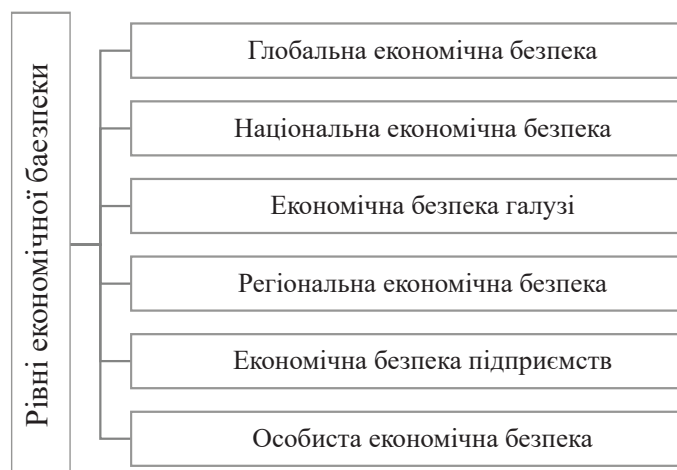 Рівні економічної баезпеки
Глобальна економічна безпека
Національна економічна безпека
Економічна безпека галузі
Регіональна економічна безпека
Економічна безпека підприємств
Особиста економічна безпека